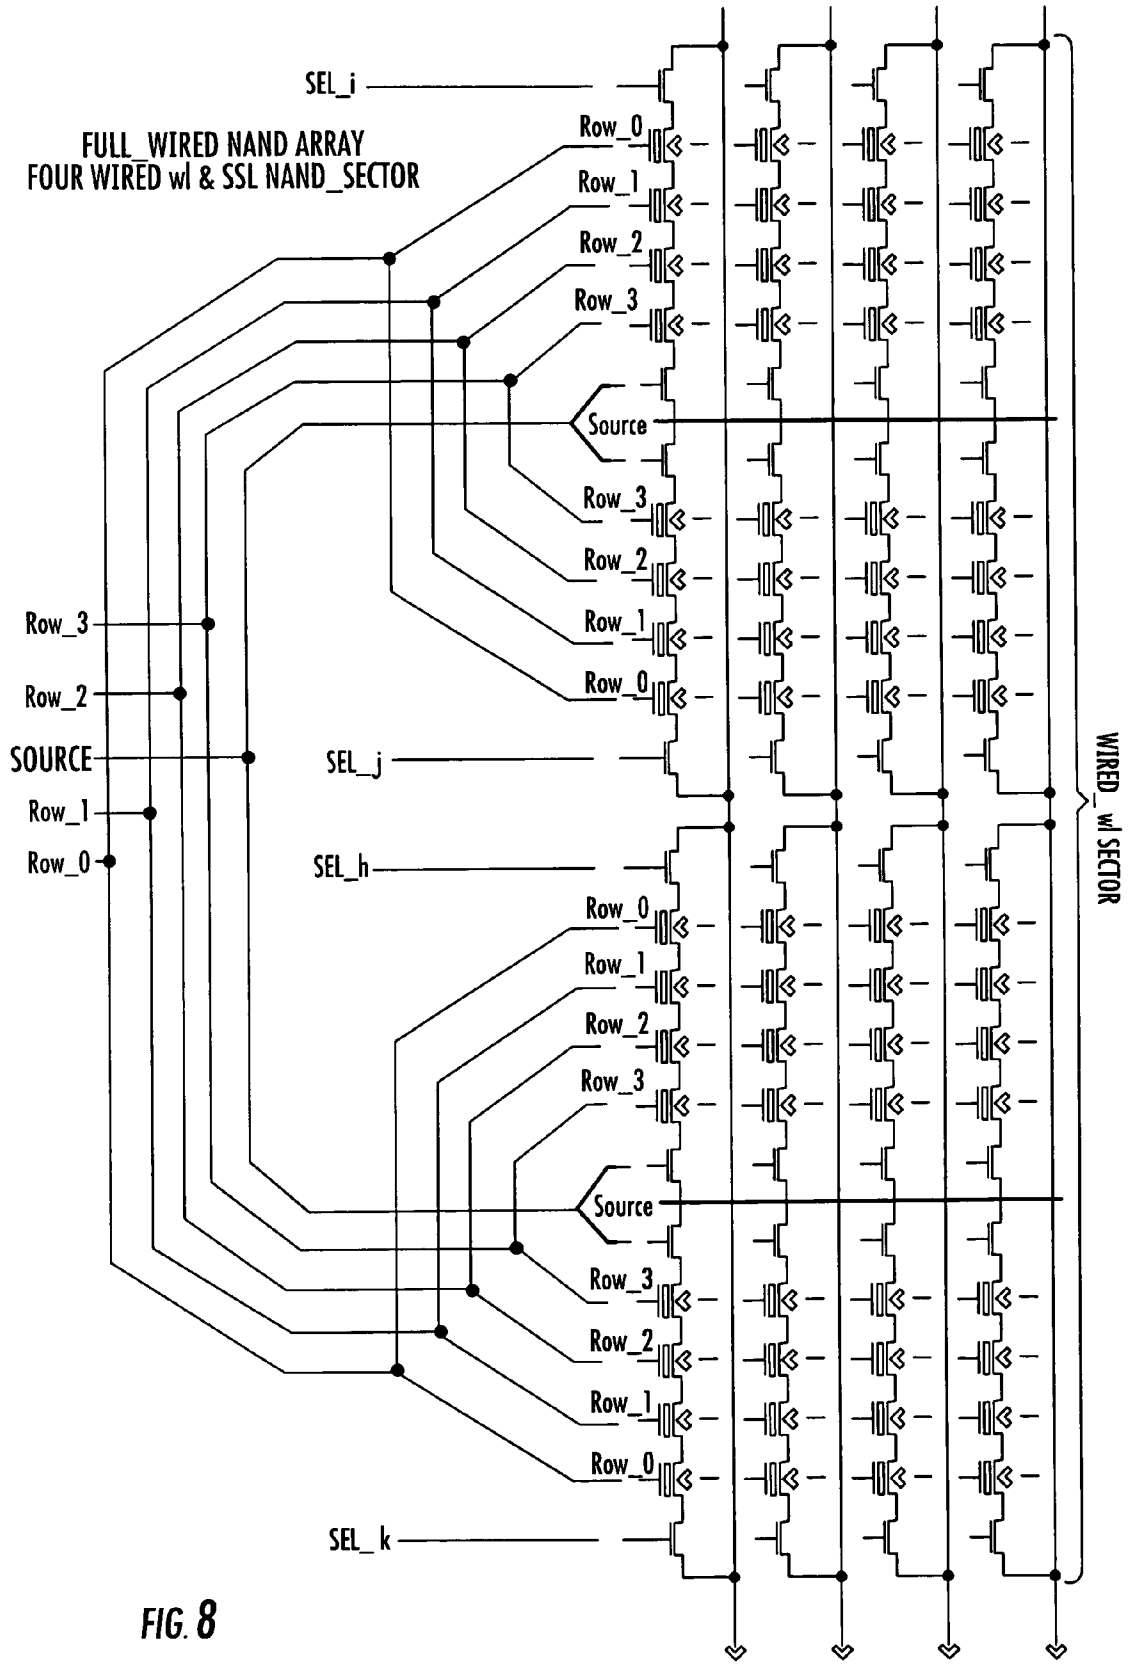 SEL_i
Row_0
FULL_WIRED NAND ARRAY
FOUR WIRED wl & SSL NAND_SECTOR
Row_1
Row_2
Row_3
Source
Row_3
Row_2
Row_1
Row_0
Row_3
Row_2
SOURCE
Row_1
Row_0
SEL_j
WIRED_wl SECTOR
SEL_h
Row_0
Row_1
Row_2
Row_3
Source
Row_3
Row_2
Row_1
Row_0
SEL_k
FIG. 8